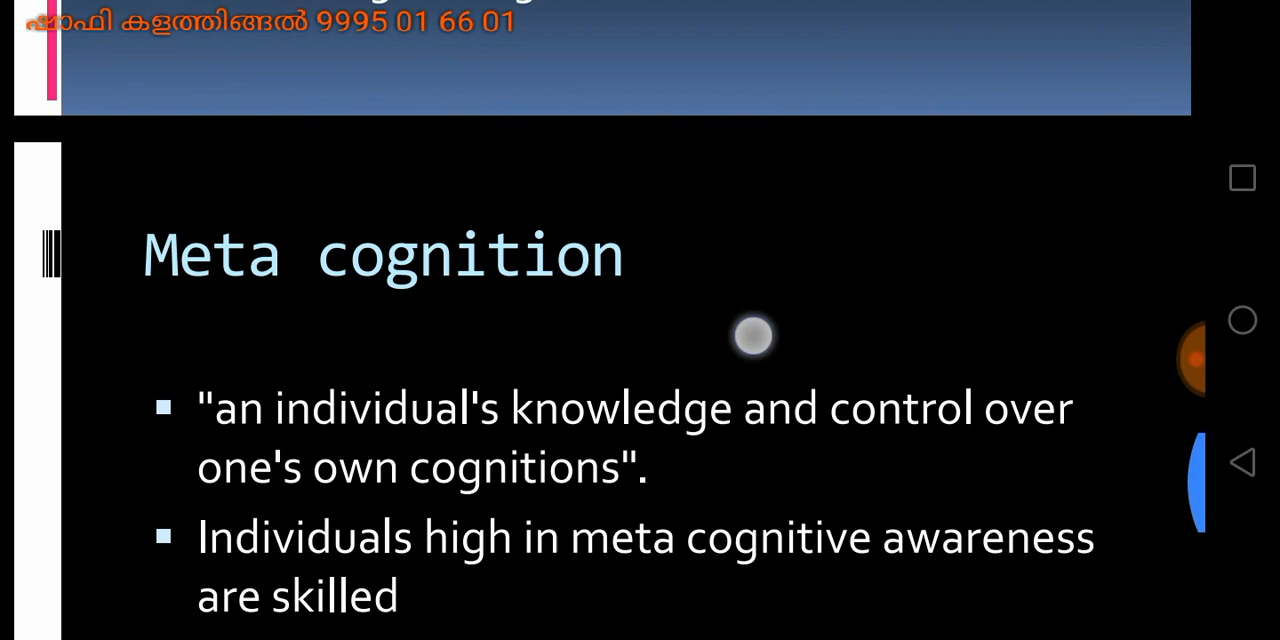 ഷാഫി കളത്തിങ്ങൽ 9995 01 66 01
Meta cognition
"an individual's knowledge and control over
one's own cognitions".
Individuals high in meta cognitive awareness
are skilled